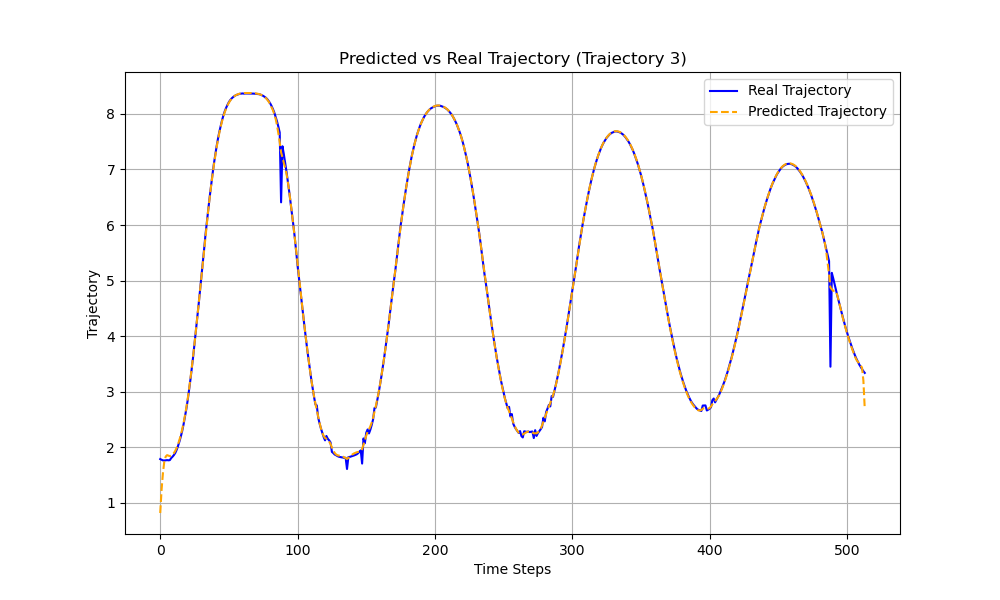 Predicted vs Real Trajectory (Trajectory 3)
Real Trajectory
Predicted Trajectory
Trajectory
8
7
6
5
4
3
2
1
0 100 200 300 400 500
Time Steps